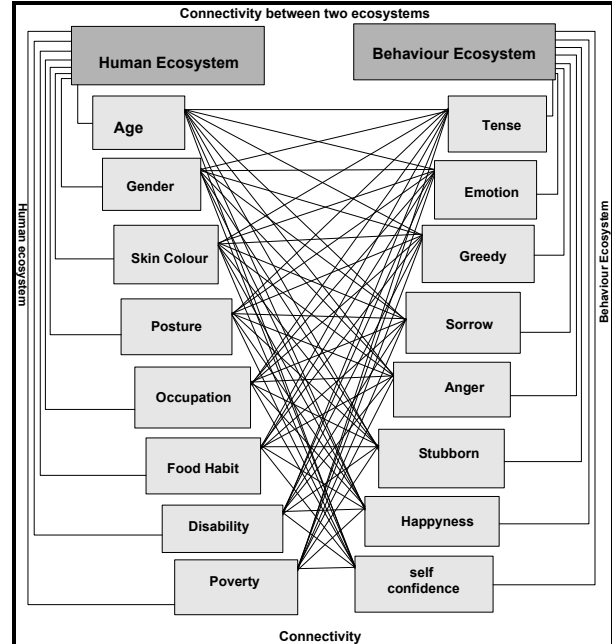 Connectivity between two ecosystems
Human Ecosystem
Behaviour Ecosystem
Age
Tense
Gender
Emotion
Skin Colour
Greedy
Posture
Sorrow
Occupation
Anger
Food Habit
Stubborn
Disability
Happyness
Poverty
self
confidence
Human ecosystem
Behaviour Ecosystem
Connectivity